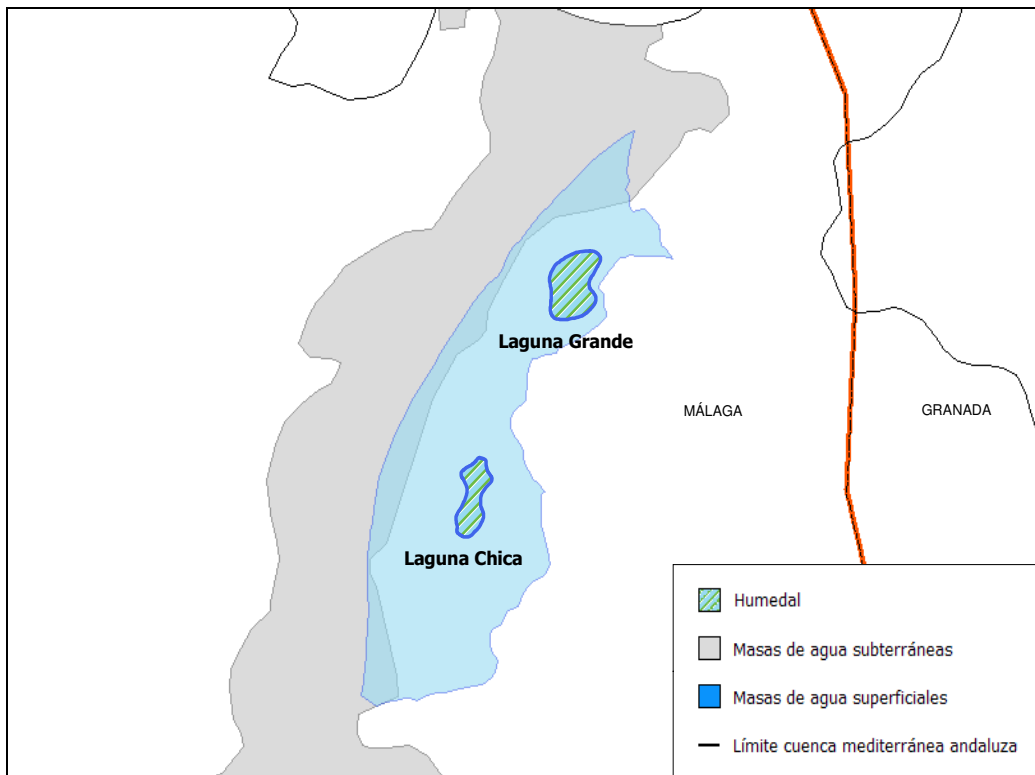 Laguna Grande
MÁLAGA
GRANADA
Laguna Chica
Humedal
Masas de agua subterráneas
Masas de agua superficiales
Límite cuenca mediterránea andaluza